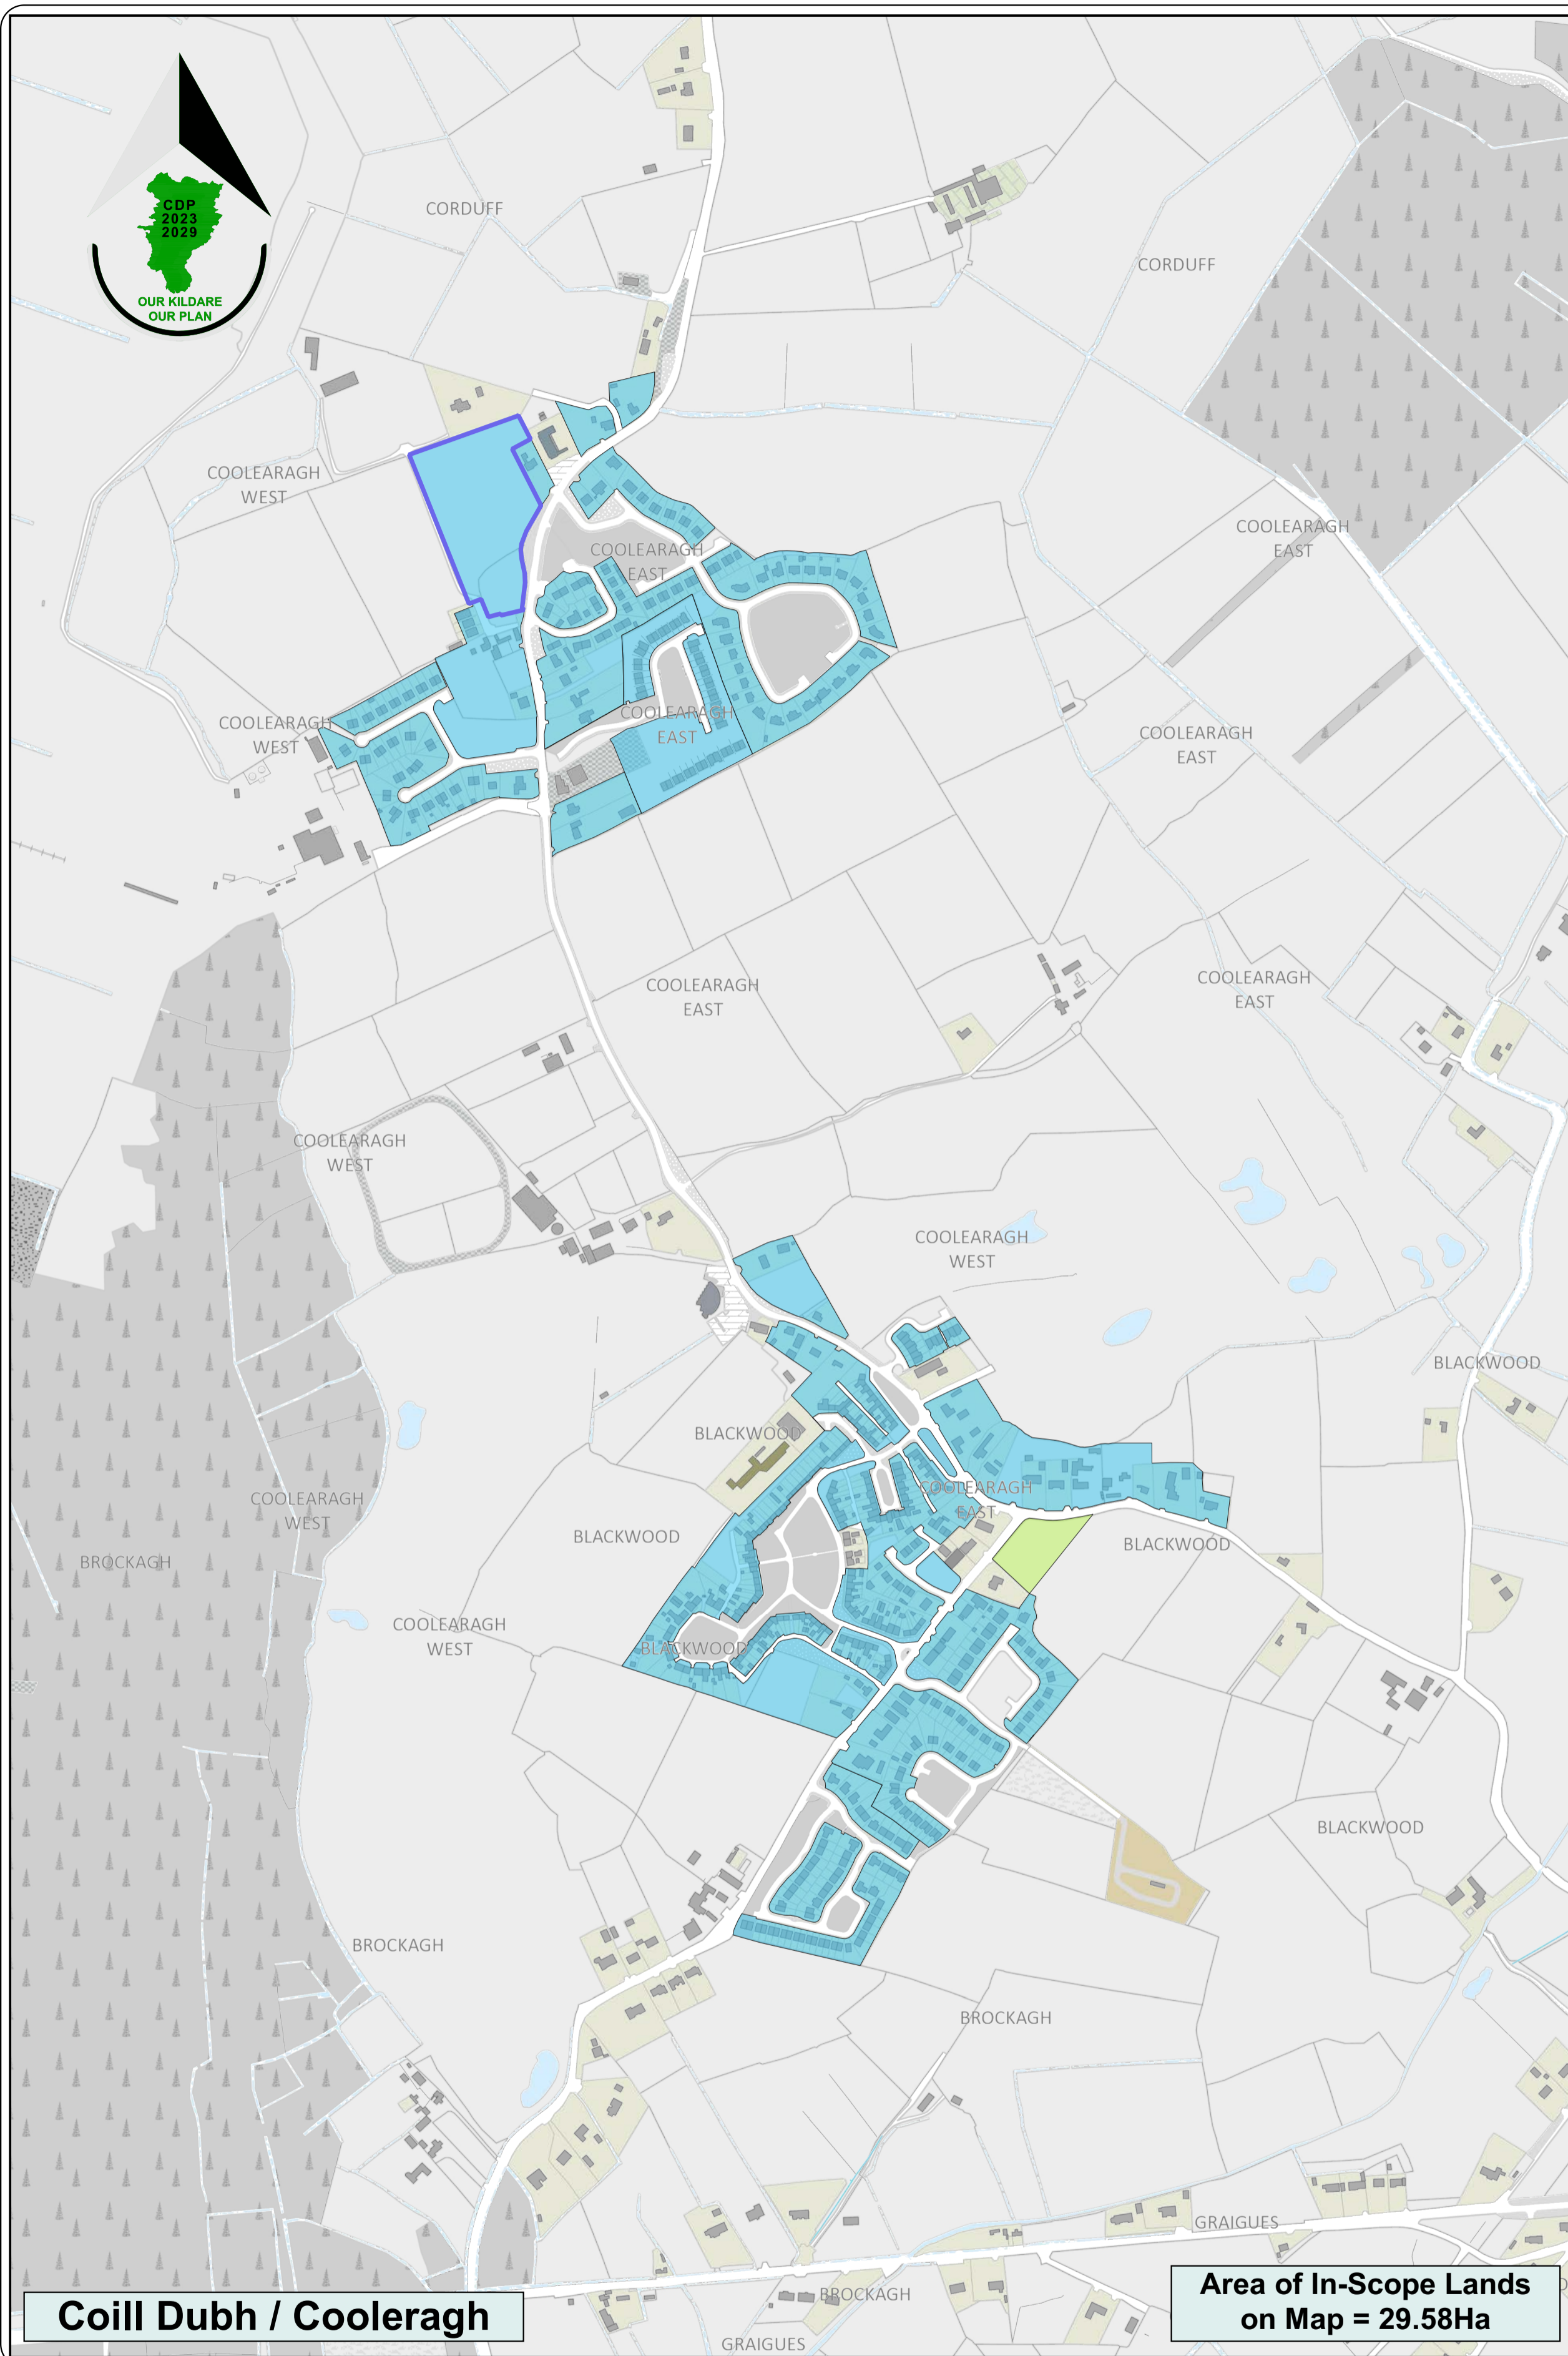 CDP
2023
2029
OUR KILDARE
OUR PLAN
CORDUFF
CORDUFF
COOLEARAGH
WEST
COOLEARAGH
EAST
COOLEARAGH
EAST
COOLEARAGH
WEST
COOLEARAGH
EAST
COOLEARAGH
EAST
COOLEARAGH
EAST
COOLEARAGH
EAST
COOLEARAGH
WEST
COOLEARAGH
WEST
BLACKWOOD
BLACKWOOD
COOLEARAGH
EAST
COOLEARAGH
WEST
BLACKWOOD
BLACKWOOD
BROCKAGH
COOLEARAGH
WEST
BLACKWOOD
BLACKWOOD
BROCKAGH
BROCKAGH
GRAIGUES
BROCKAGH
GRAIGUES
Coill Dubh / Cooleragh
Area of In-Scope Lands
on Map = 29.58Ha